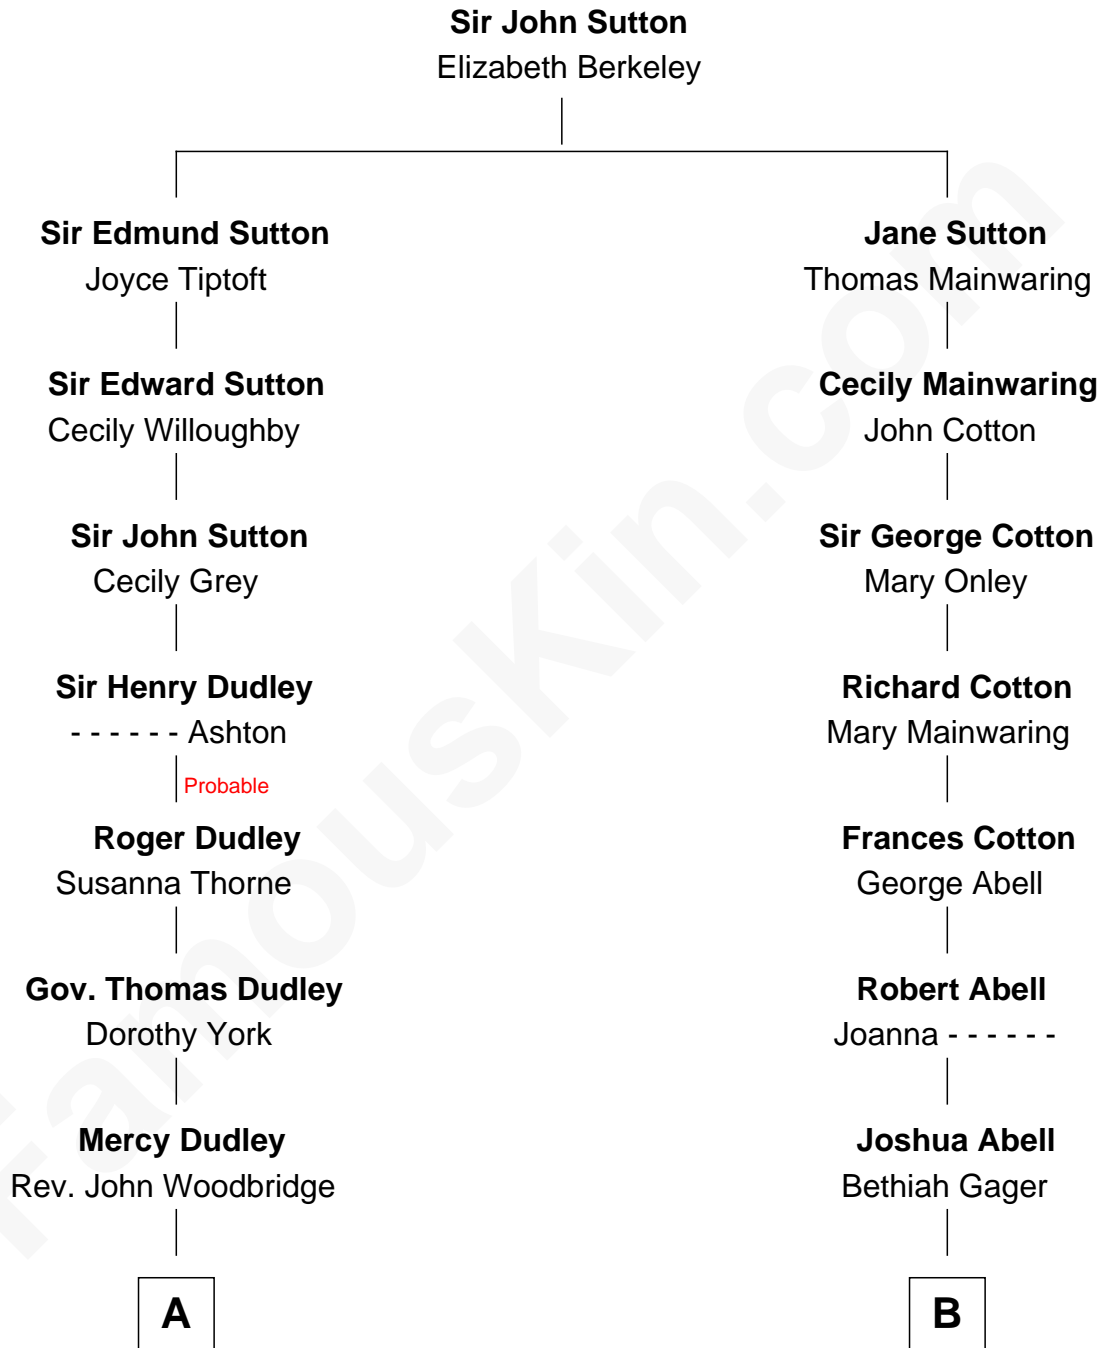 Sir John Sutton
Elizabeth Berkeley
Sir Edmund Sutton
Joyce Tiptoft
Sir Edward Sutton
Cecily Willoughby
Sir John Sutton
Cecily Grey
Sir Henry Dudley
- - - - - - Ashton
Probable
Roger Dudley
Susanna Thorne
Gov. Thomas Dudley
Dorothy York
Mercy Dudley
Rev. John Woodbridge
A
Jane Sutton
Thomas Mainwaring
Cecily Mainwaring
John Cotton
Sir George Cotton
Mary Onley
Richard Cotton
Mary Mainwaring
Frances Cotton
George Abell
Robert Abell
Joanna - - - - - -
Joshua Abell
Bethiah Gager
B
FamousKin.com